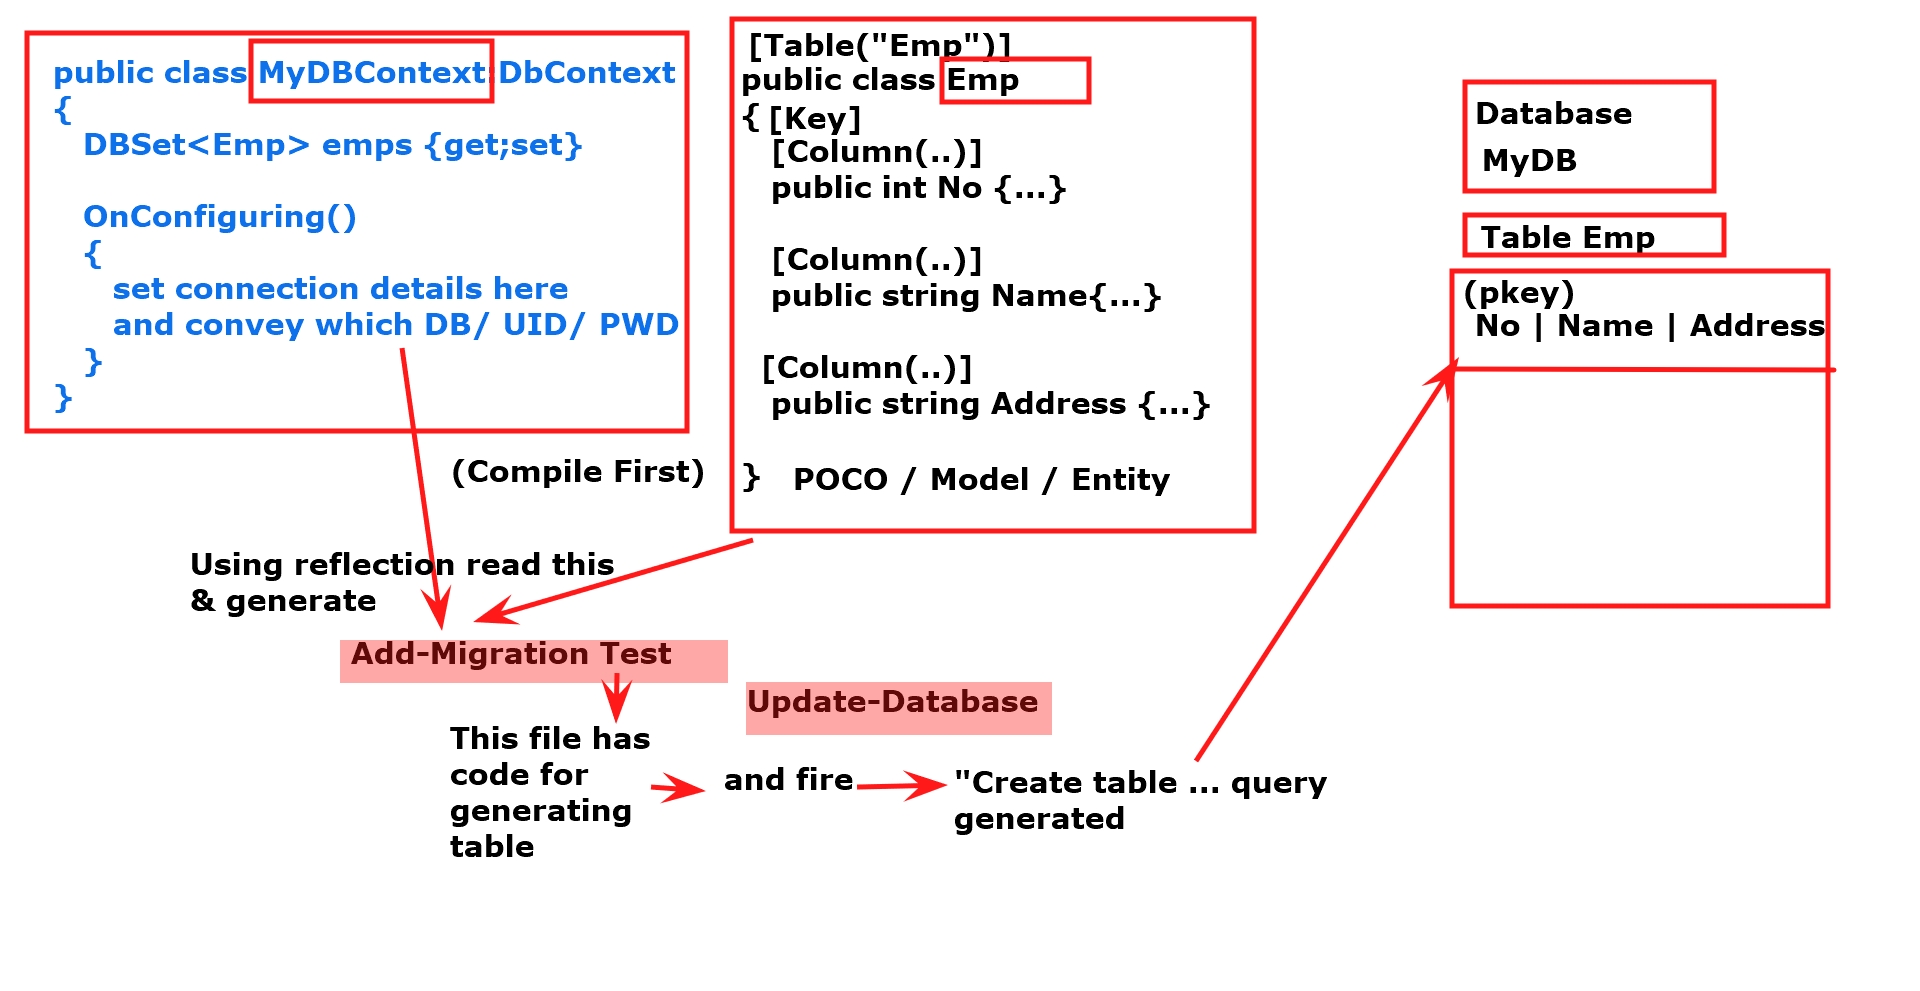 public class MyDBContext:DbContext
{
DBSet<Emp> emps {get;set}
OnConfiguring()
{
set connection details here
and convey which DB/ UID/ PWD
}
}
[Table("Emp")]
public class Emp
{ [Key]
[Column(..)]
public int No {...}
[Column(..)]
public string Name{...}
[Column(..)]
public string Address {...}
} POCO / Model / Entity
Database
MyDB
Table Emp
(pkey)
No | Name | Address
(Compile First)
Using reflection read this
& generate
Add-Migration Test
Update-Database
This file has
code for
generating
table
and fire
"Create table ... query
generated